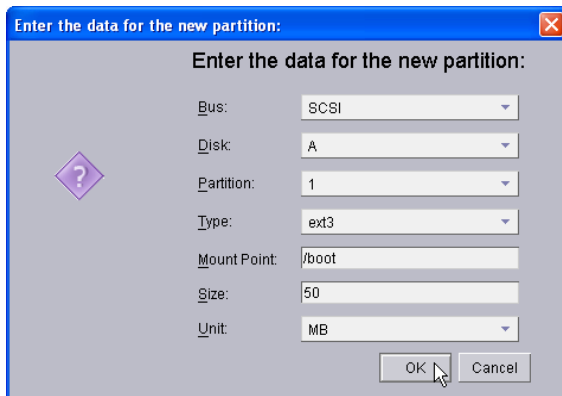 Enter the data for the new partition:
Enter the data for the new partition:
Bus: SCSI
Disk: A
Partition: 1
Type: ext3
Mount Point: /boot
Size: 50
Unit: MB
OK Cancel